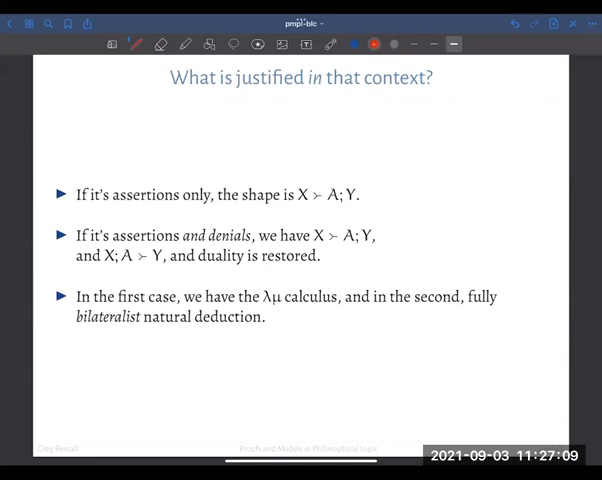 pmpl-blc
What is justified in that context?
▶ If it's assertions only, the shape is X ≻ A; Y.
▶ If it's assertions and denials, we have X ≻ A; Y,
and X; A ≻ Y, and duality is restored.
▶ In the first case, we have the λμ calculus, and in the second, fully
bilateralist natural deduction.
Greg Restall
Proofs and Models in Philosophical Logic
2021-09-03 11:27:09